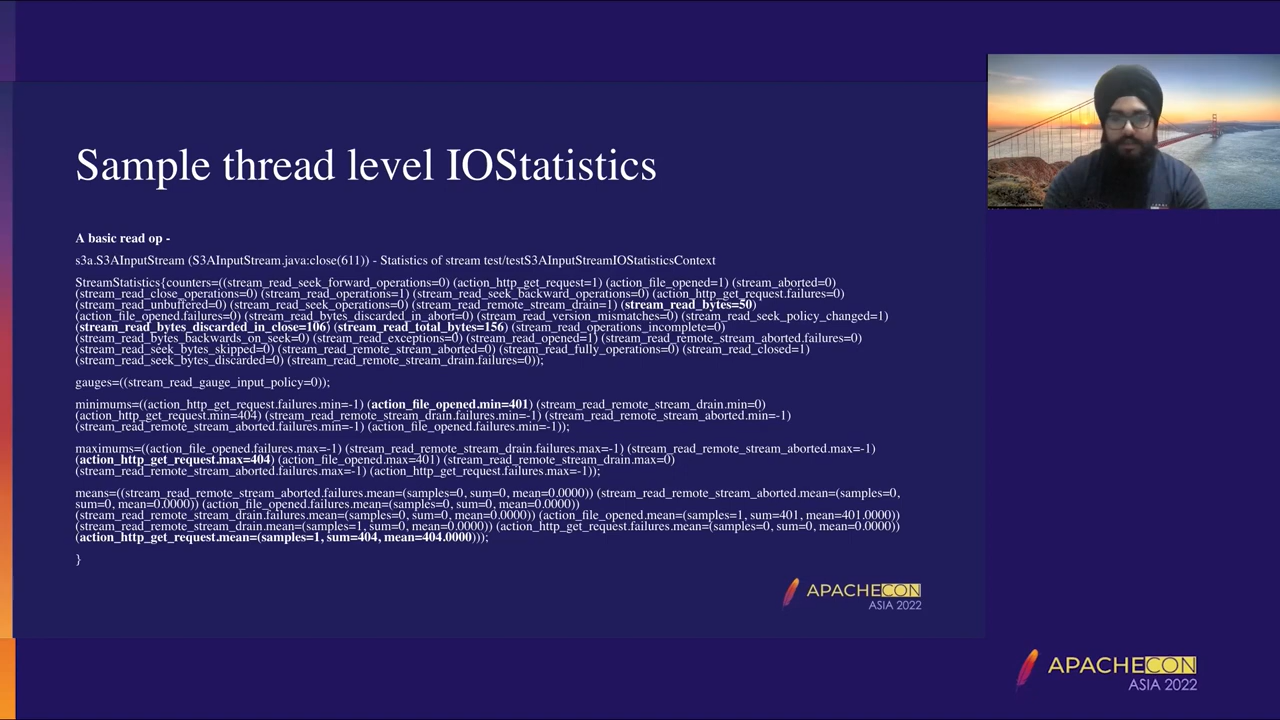 Sample thread level IOStatistics
A basic read op -
s3a.S3AInputStream (S3AInputStream.java:close(611)) - Statistics of stream test/testS3AInputStreamIOStatisticsContext
StreamStatistics{counters=((stream_read_seek_forward_operations=0) (action_http_get_request=1) (action_file_opened=1) (stream_aborted=0)
(stream_read_close_operations=0) (stream_read_operations=1) (stream_read_seek_backward_operations=0) (action_http_get_request.failures=0)
(stream_read_unbuffered=0) (stream_read_seek_operations=0) (stream_read_remote_stream_drain=1) (stream_read_bytes=50)
(action_file_opened.failures=0) (stream_read_bytes_discarded_in_abort=0) (stream_read_version_mismatches=0) (stream_read_seek_policy_changed=1)
(stream_read_bytes_discarded_in_close=106) (stream_read_total_bytes=156) (stream_read_operations_incomplete=0)
(stream_read_bytes_backwards_on_seek=0) (stream_read_exceptions=0) (stream_read_opened=1) (stream_read_remote_stream_aborted.failures=0)
(stream_read_seek_bytes_skipped=0) (stream_read_remote_stream_aborted=0) (stream_read_fully_operations=0) (stream_read_closed=1)
(stream_read_seek_bytes_discarded=0) (stream_read_remote_stream_drain.failures=0));
gauges=((stream_read_gauge_input_policy=0));
minimums=((action_http_get_request.failures.min=-1) (action_file_opened.min=401) (stream_read_remote_stream_drain.min=0)
(action_http_get_request.min=404) (stream_read_remote_stream_drain.failures.min=-1) (stream_read_remote_stream_aborted.min=-1)
(stream_read_remote_stream_aborted.failures.min=-1) (action_file_opened.failures.min=-1));
maximums=((action_file_opened.failures.max=-1) (stream_read_remote_stream_drain.failures.max=-1) (stream_read_remote_stream_aborted.max=-1)
(action_http_get_request.max=404) (action_file_opened.max=401) (stream_read_remote_stream_drain.max=0)
(stream_read_remote_stream_aborted.failures.max=-1) (action_http_get_request.failures.max=-1));
means=((stream_read_remote_stream_aborted.failures.mean=(samples=0, sum=0, mean=0.0000)) (stream_read_remote_stream_aborted.mean=(samples=0,
sum=0, mean=0.0000)) (action_file_opened.failures.mean=(samples=0, sum=0, mean=0.0000))
(stream_read_remote_stream_drain.failures.mean=(samples=0, sum=0, mean=0.0000)) (action_file_opened.mean=(samples=1, sum=401, mean=401.0000))
(stream_read_remote_stream_drain.mean=(samples=1, sum=0, mean=0.0000)) (action_http_get_request.failures.mean=(samples=0, sum=0, mean=0.0000))
(action_http_get_request.mean=(samples=1, sum=404, mean=404.0000)));
}
APACHECON
ASIA 2022
APACHECON
ASIA 2022